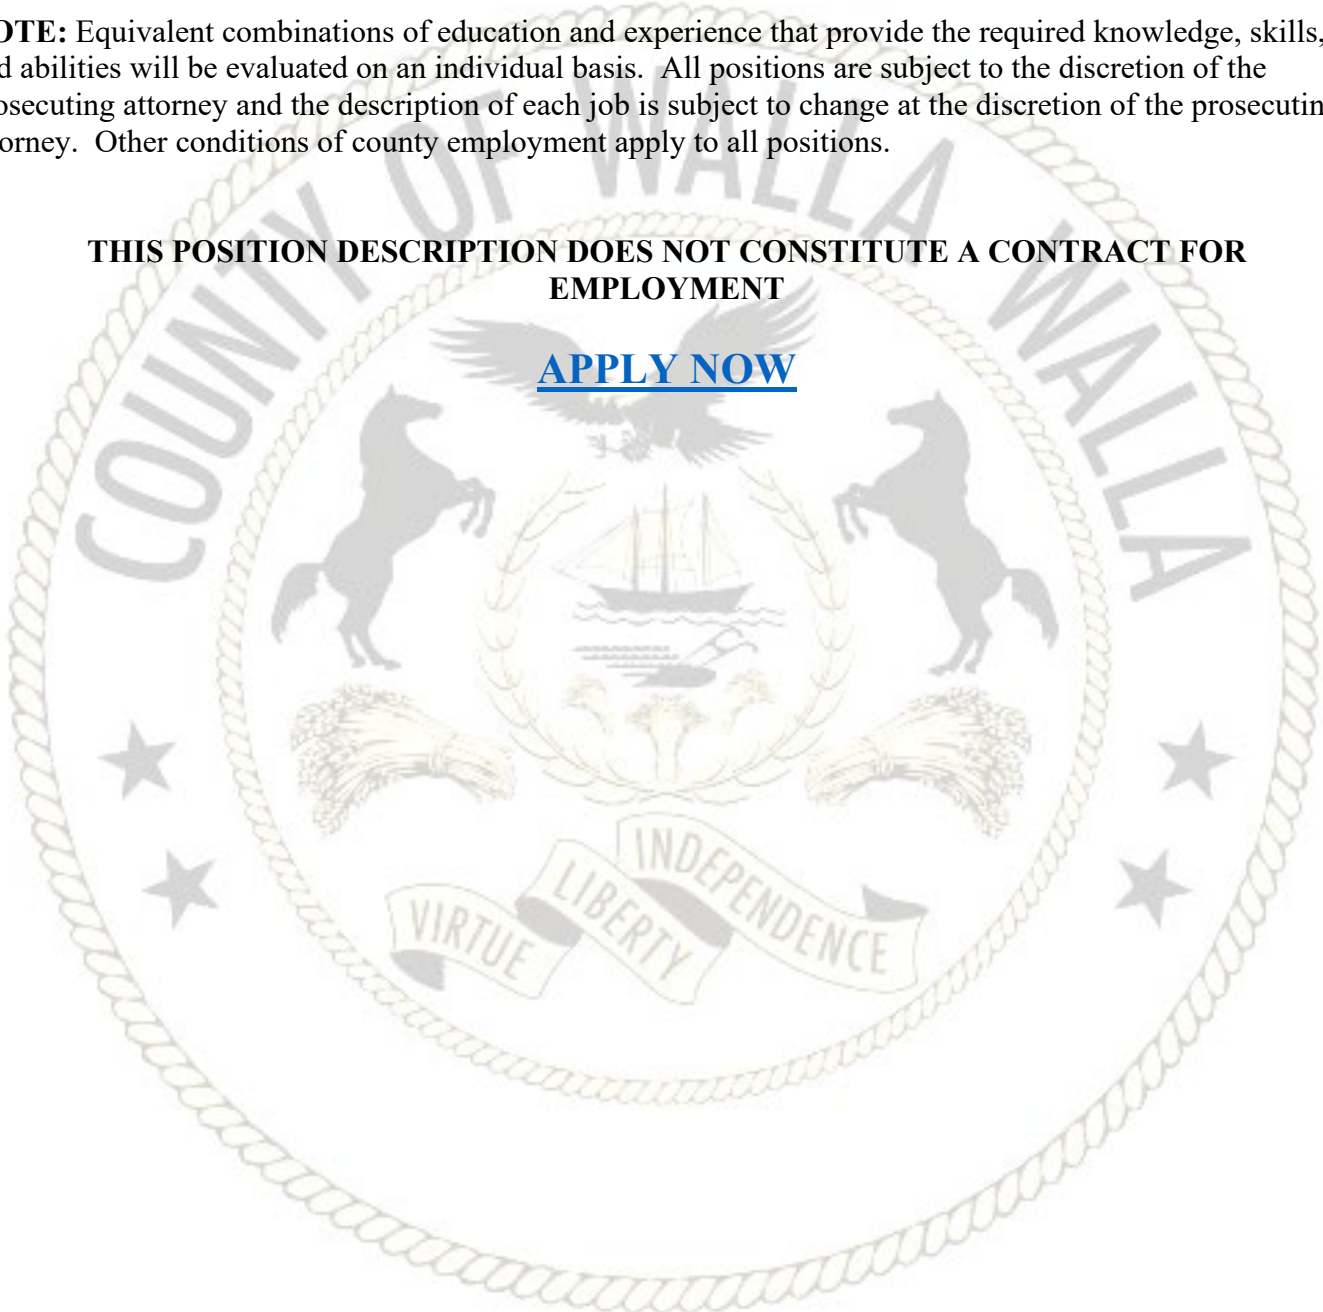 OTE: Equivalent combinations of education and experience that provide the required knowledge, skills,
d abilities will be evaluated on an individual basis.  All positions are subject to the discretion of the
osecuting attorney and the description of each job is subject to change at the discretion of the prosecutin
orney.  Other conditions of county employment apply to all positions.
THIS POSITION DESCRIPTION DOES NOT CONSTITUTE A CONTRACT FOR
EMPLOYMENT
APPLY NOW
COUNTY OF WALLA WALLA
VIRTUE LIBERTY INDEPENDENCE